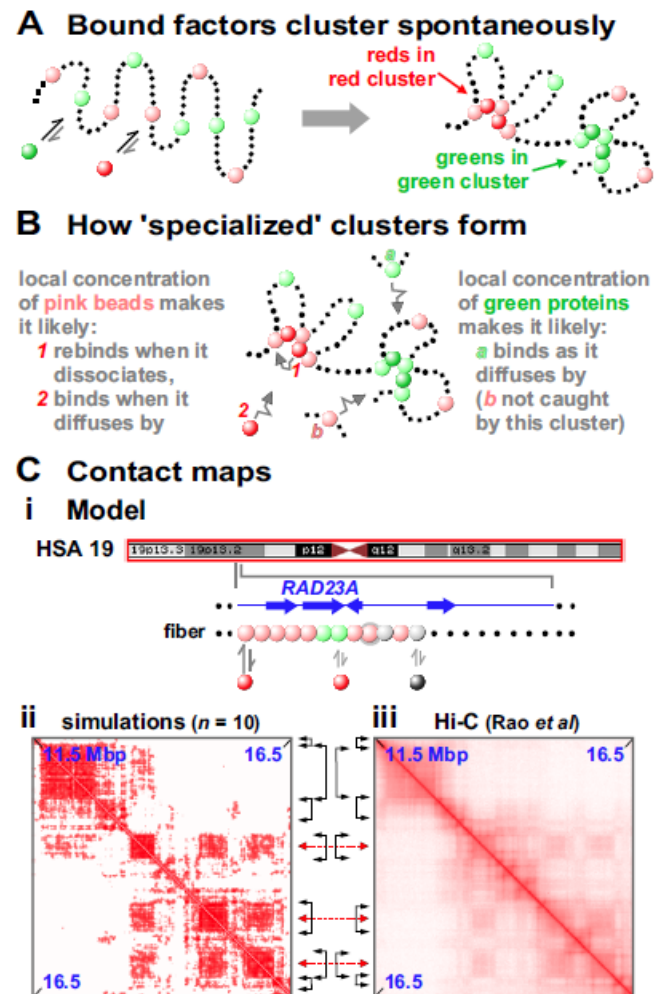 A Bound factors cluster spontaneously
reds in
red cluster
greens in
green cluster
B How 'specialized' clusters form
local concentration
of pink beads makes
it likely:
1 rebinds when it
dissociates,
2 binds when it
diffuses by
a
1
2
b
local concentration
of green proteins
makes it likely:
a binds as it
diffuses by
(b not caught
by this cluster)
C Contact maps
i Model
HSA 19
19p13.3 19p13.2 p12 q12 q13.2
RAD23A
fiber
ii simulations (n = 10)
11.5 Mbp 16.5
16.5
iii Hi-C (Rao et al)
11.5 Mbp 16.5
16.5